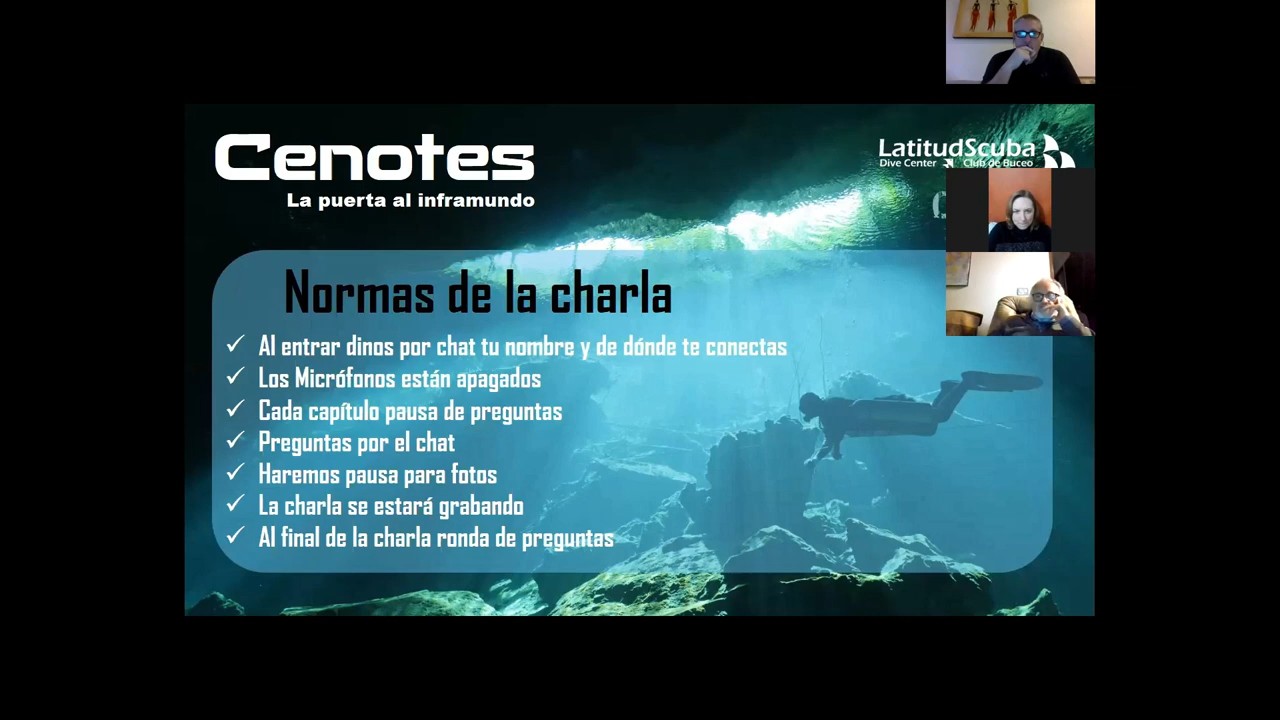 Cenotes
La puerta al inframundo
LatitudScuba
Dive Center Club de Buceo
Normas de la charla
✓ Al entrar dinos por chat tu nombre y de dónde te conectas
✓ Los Micrófonos están apagados
✓ Cada capítulo pausa de preguntas
✓ Preguntas por el chat
✓ Haremos pausa para fotos
✓ La charla se estará grabando
✓ Al final de la charla ronda de preguntas